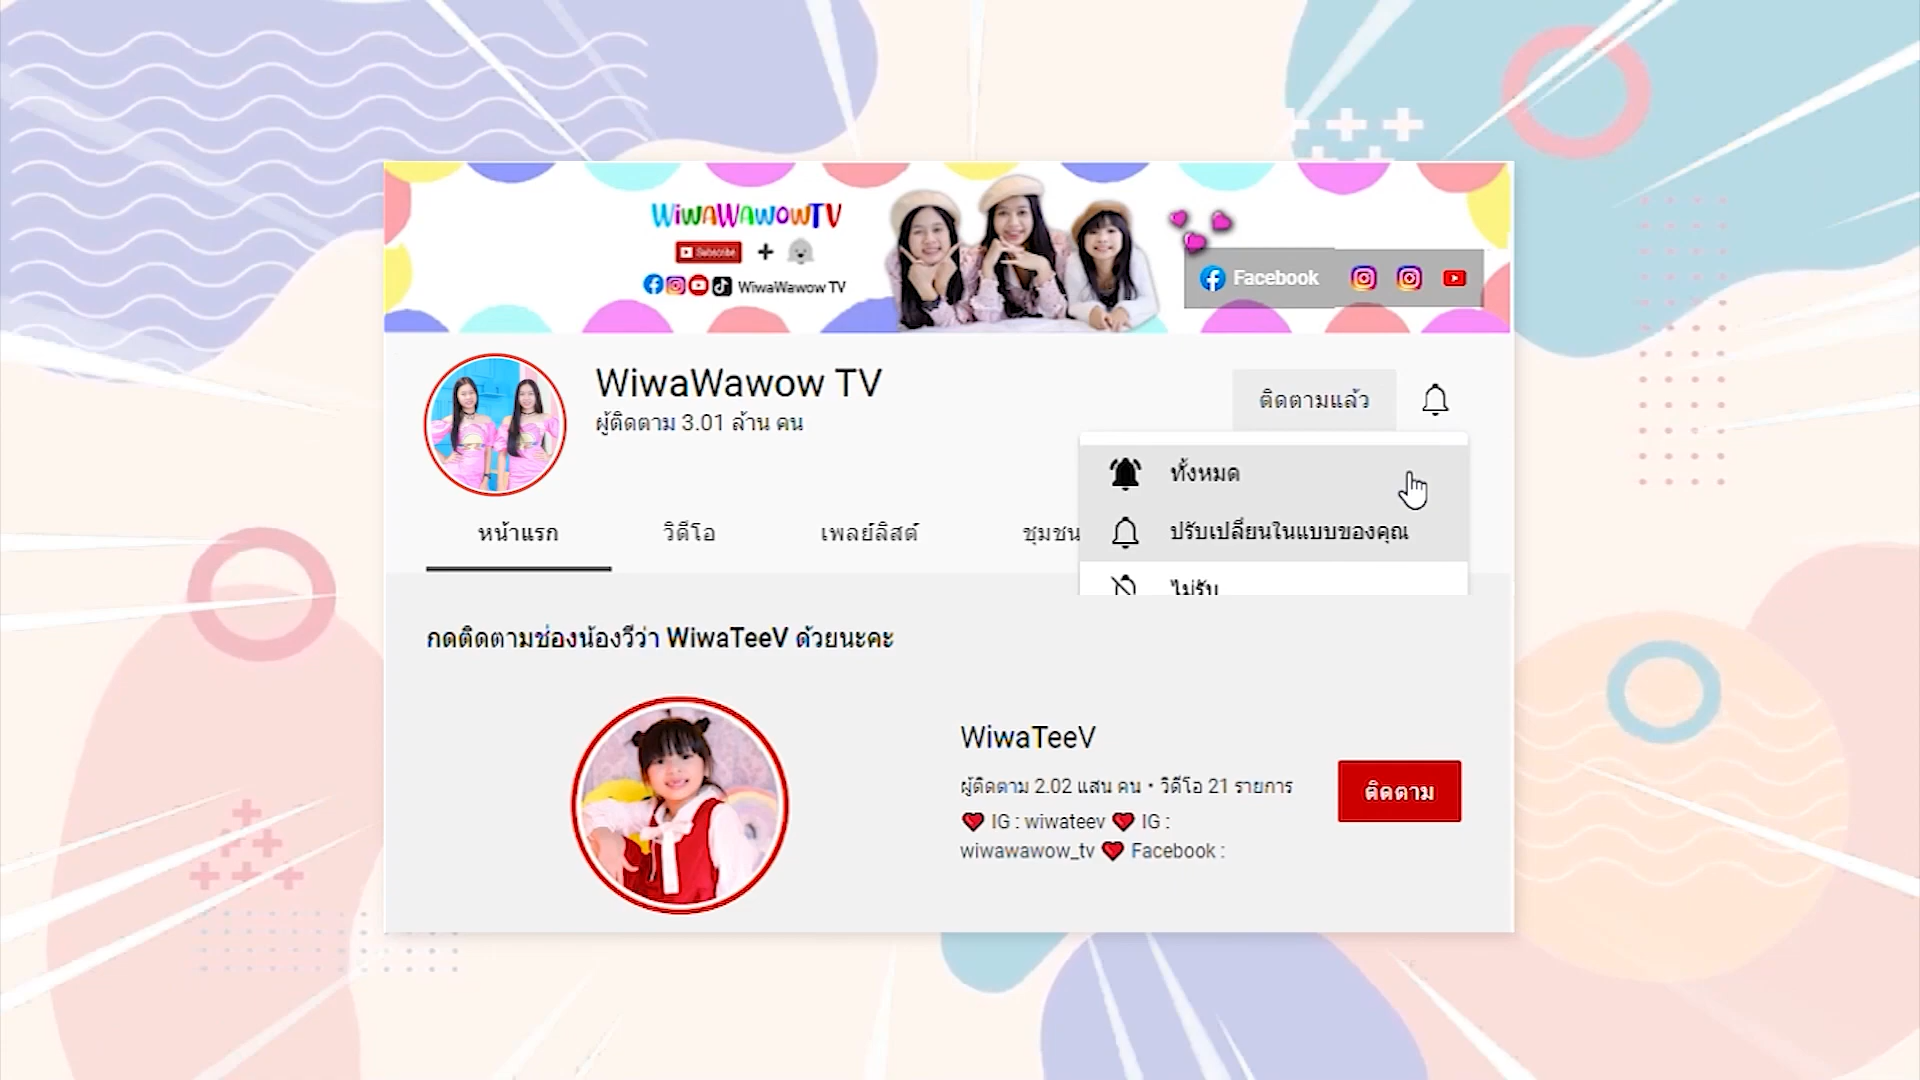 WiwaWawowTV
Subscribe +
WiwaWawow TV
Facebook
WiwaWawow TV
ผู้ติดตาม 3.01 ล้าน คน
ติดตามแล้ว
ทั้งหมด
ปรับเปลี่ยนในแบบของคุณ
ไม่รับ
หน้าแรก วิดีโอ เพลย์ลิสต์ ชุมชน
กดติดตามช่องน้องวีว่า WiwaTeeV ด้วยนะคะ
WiwaTeeV
ผู้ติดตาม 2.02 แสน คน • วิดีโอ 21 รายการ
❤ IG : wiwateev ❤ IG :
wiwawawow_tv ❤ Facebook :
ติดตาม